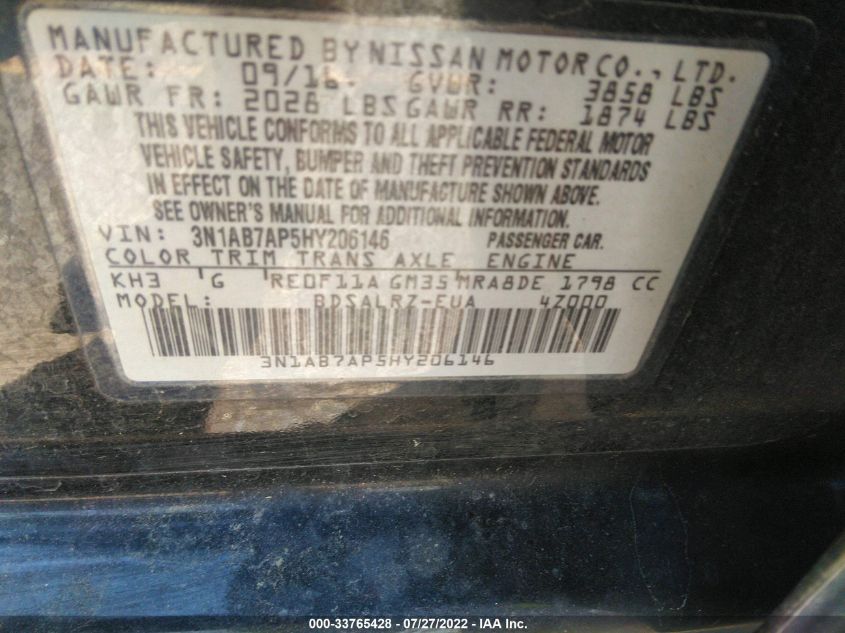 MANUFACTURED BY NISSAN MOTOR CO., LTD.
DATE: 09/16 GVWR: 3858 LBS
GAWR FR: 2028 LBS GAWR RR: 1874 LBS
THIS VEHICLE CONFORMS TO ALL APPLICABLE FEDERAL MOTOR
VEHICLE SAFETY, BUMPER AND THEFT PREVENTION STANDARDS
IN EFFECT ON THE DATE OF MANUFACTURE SHOWN ABOVE.
SEE OWNER'S MANUAL FOR ADDITIONAL INFORMATION.
VIN: 3N1AB7AP5HY206146 PASSENGER CAR.
COLOR TRIM TRANS AXLE ENGINE
KH3 G RE0F11A GM35 MRA8DE 1798 CC
MODEL: BDSALRZ-EUA 4Z000
3N1AB7AP5HY206146
000-33765428 - 07/27/2022 - IAA Inc.